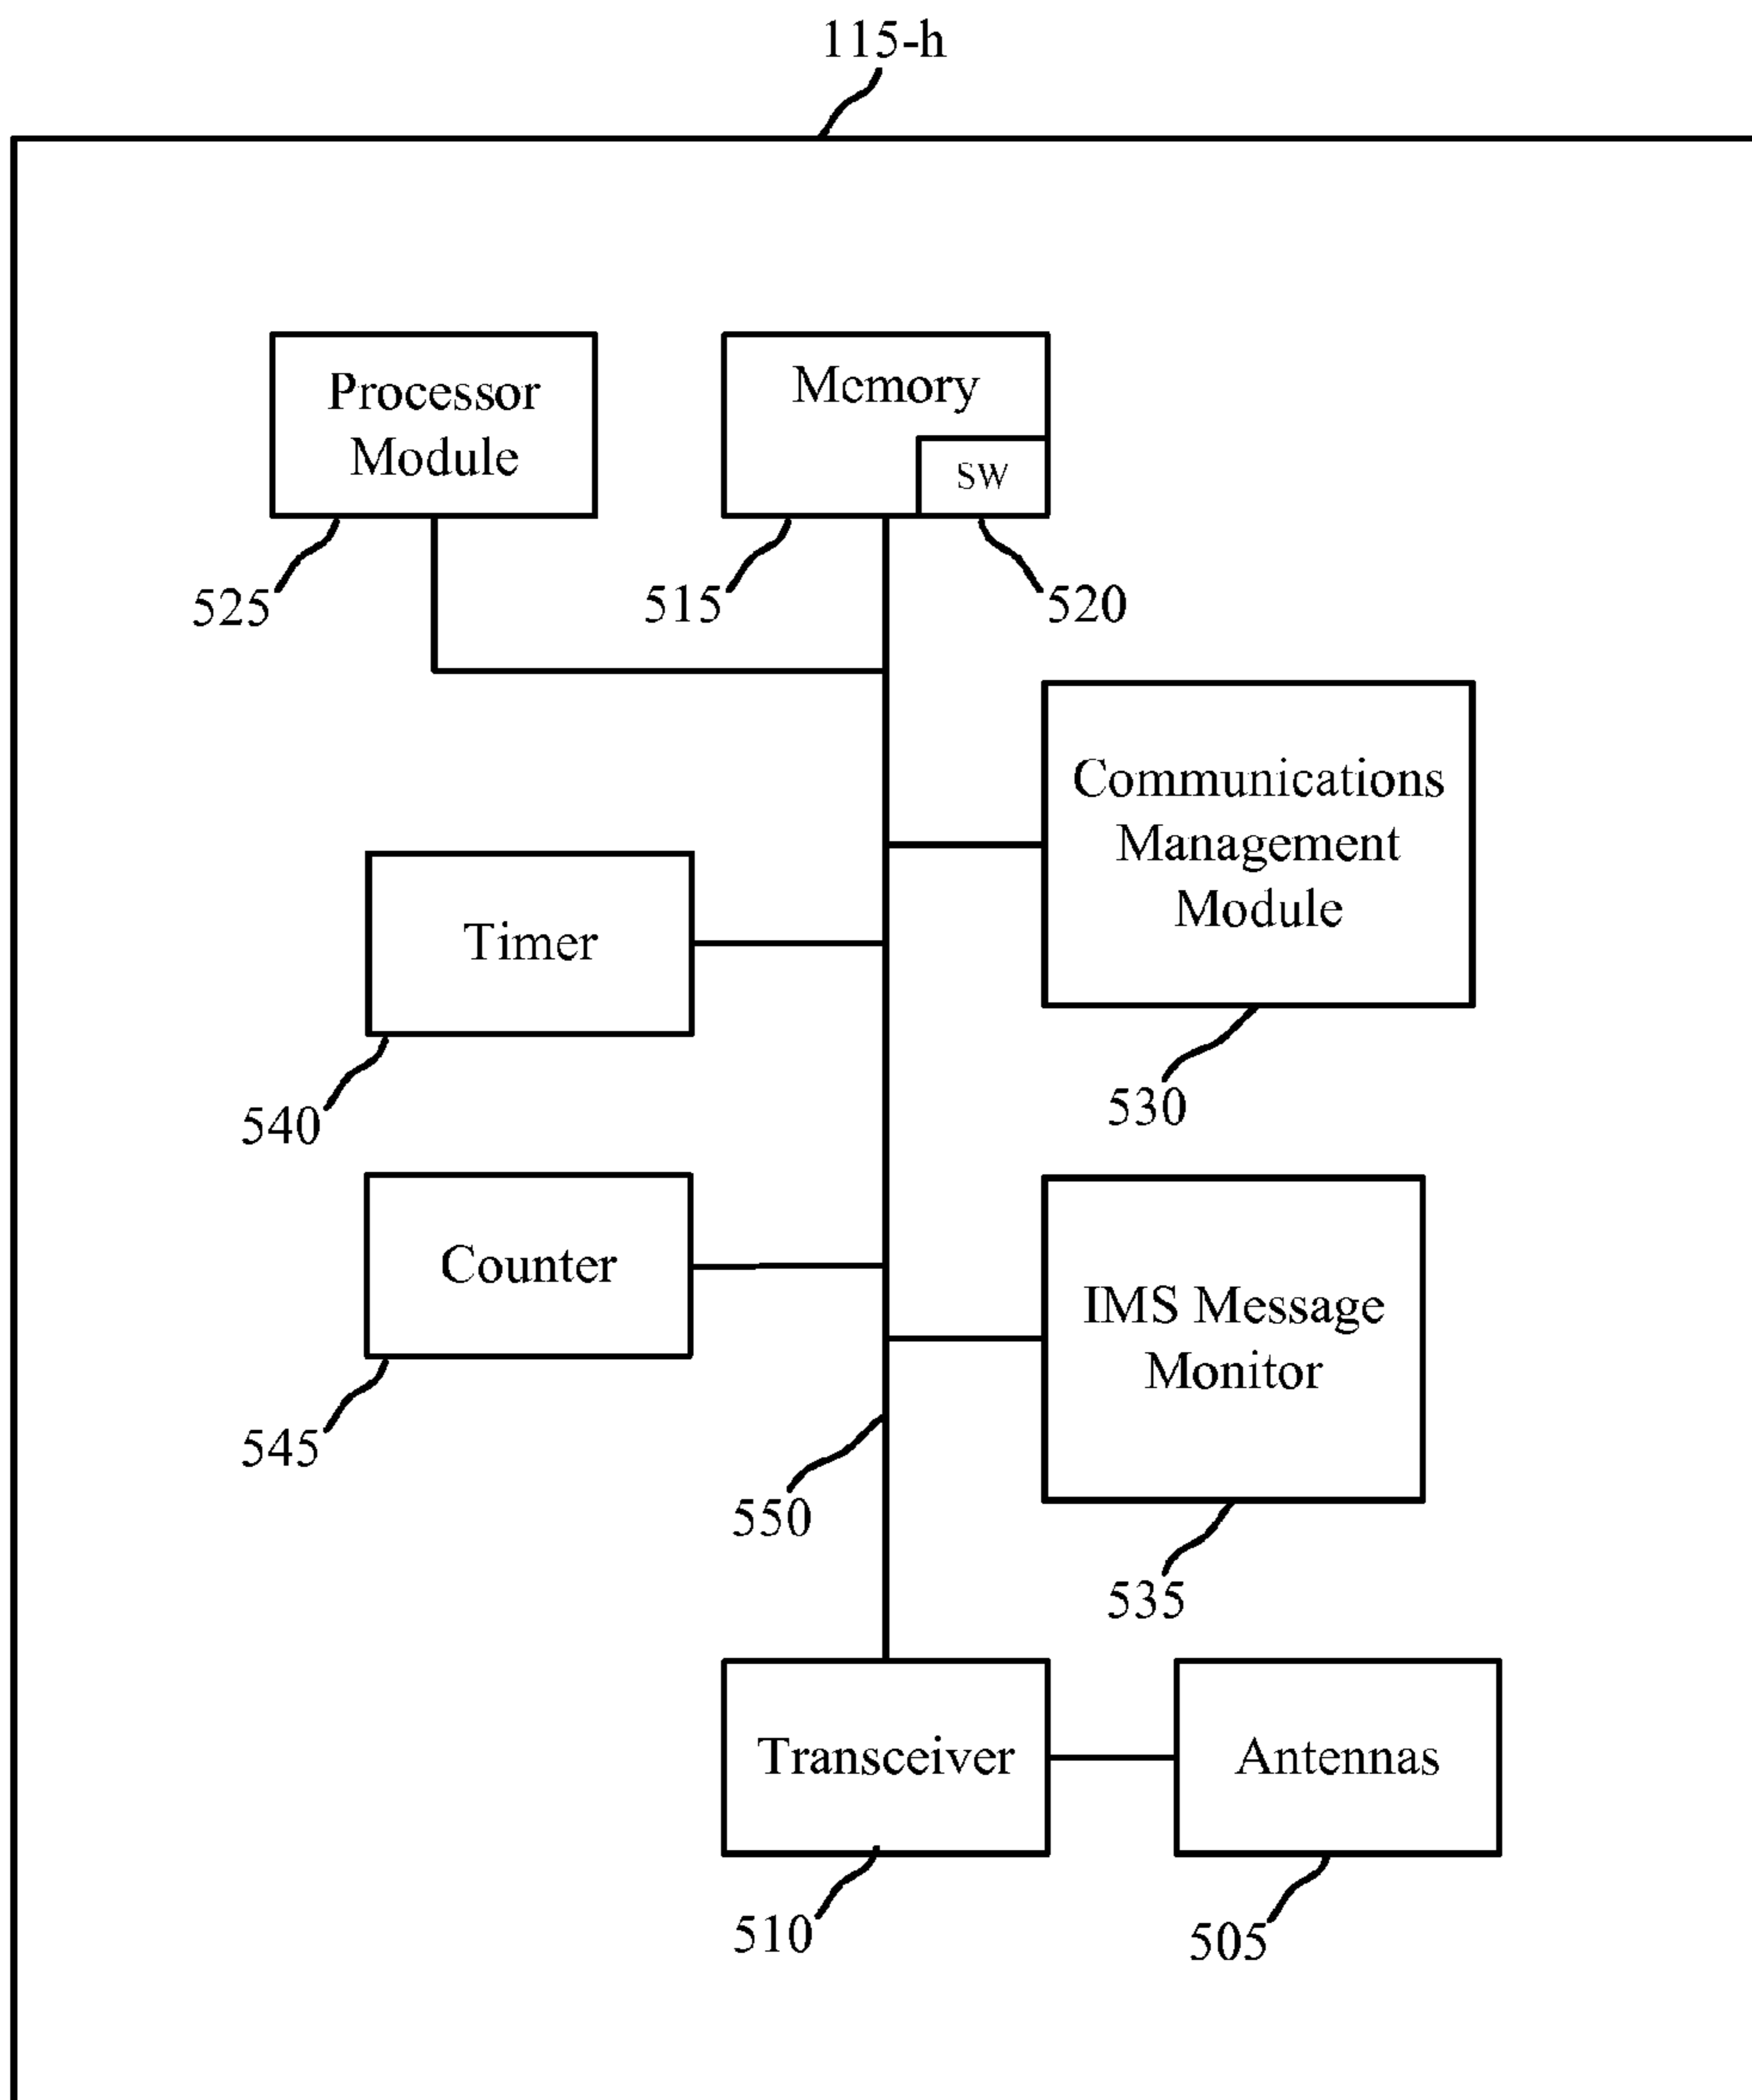 115-h
Processor
Module
Memory
SW
525
515
520
Communications
Management
Module
Timer
540
530
Counter
IMS Message
Monitor
545
550
535
Transceiver
Antennas
510
505